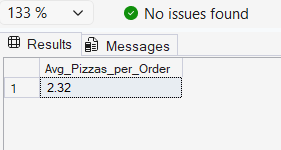 133 % No issues found
Results Messages
Avg_Pizzas_per_Order
1 2.32